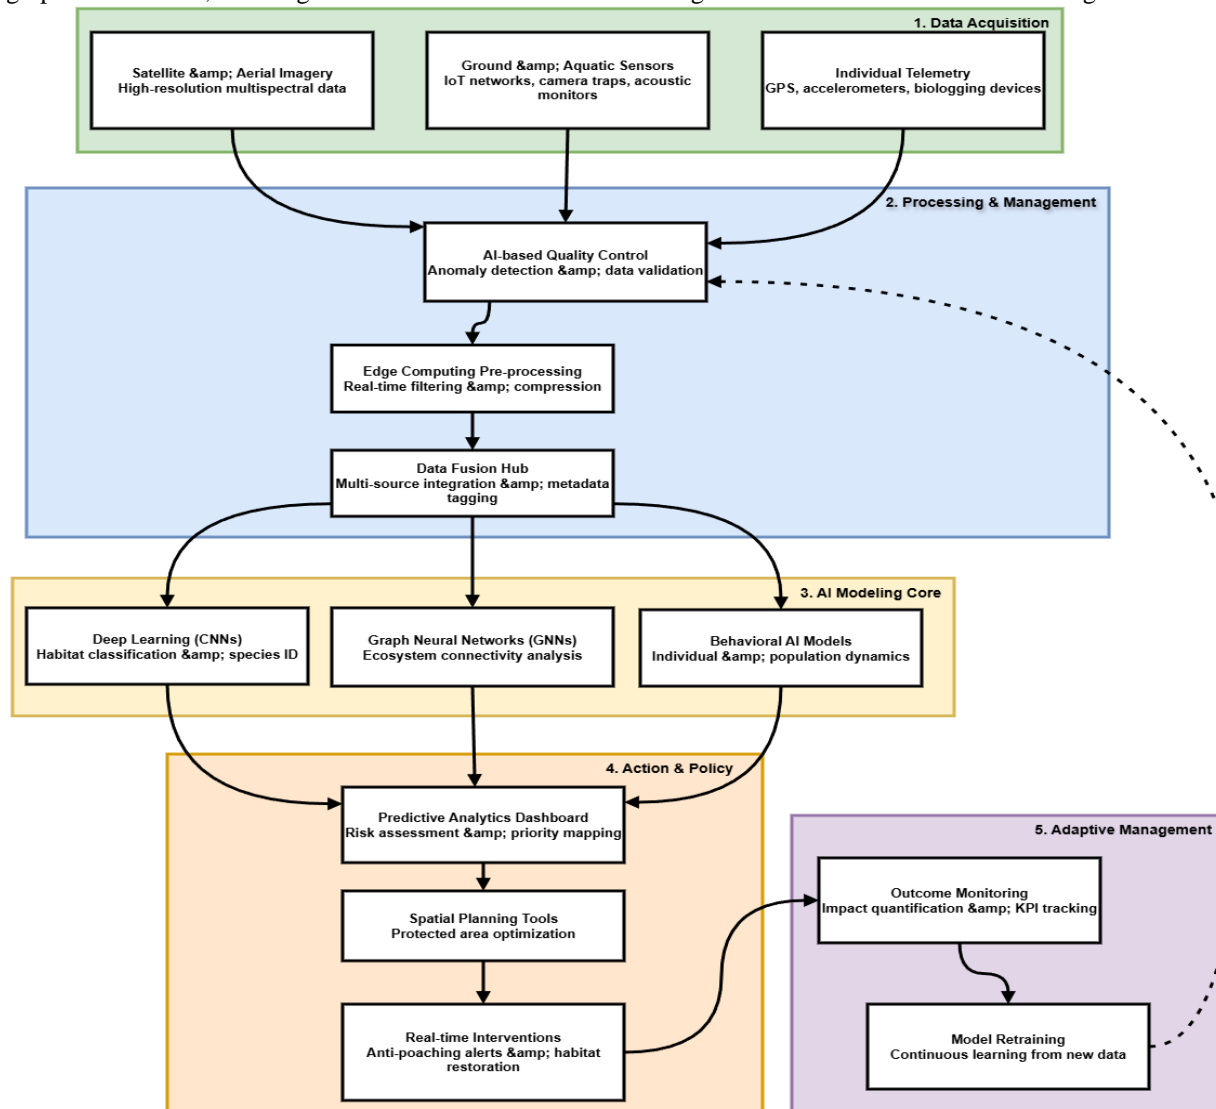 1. Data Acquisition
Satellite &amp; Aerial Imagery
High-resolution multispectral data
Ground &amp; Aquatic Sensors
IoT networks, camera traps, acoustic
monitors
Individual Telemetry
GPS, accelerometers, biologging devices
2. Processing & Management
AI-based Quality Control
Anomaly detection &amp; data validation
Edge Computing Pre-processing
Real-time filtering &amp; compression
Data Fusion Hub
Multi-source integration &amp; metadata
tagging
3. AI Modeling Core
Deep Learning (CNNs)
Habitat classification &amp; species ID
Graph Neural Networks (GNNs)
Ecosystem connectivity analysis
Behavioral AI Models
Individual &amp; population dynamics
4. Action & Policy
Predictive Analytics Dashboard
Risk assessment &amp; priority mapping
Spatial Planning Tools
Protected area optimization
Real-time Interventions
Anti-poaching alerts &amp; habitat
restoration
5. Adaptive Management
Outcome Monitoring
Impact quantification &amp; KPI tracking
Model Retraining
Continuous learning from new data